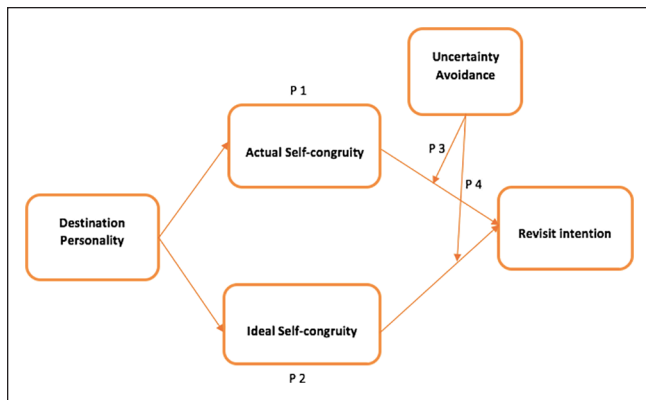 Uncertainty
Avoidance
P 1
Actual Self-congruity
P 3
P 4
Destination
Personality
Revisit intention
Ideal Self-congruity
P 2